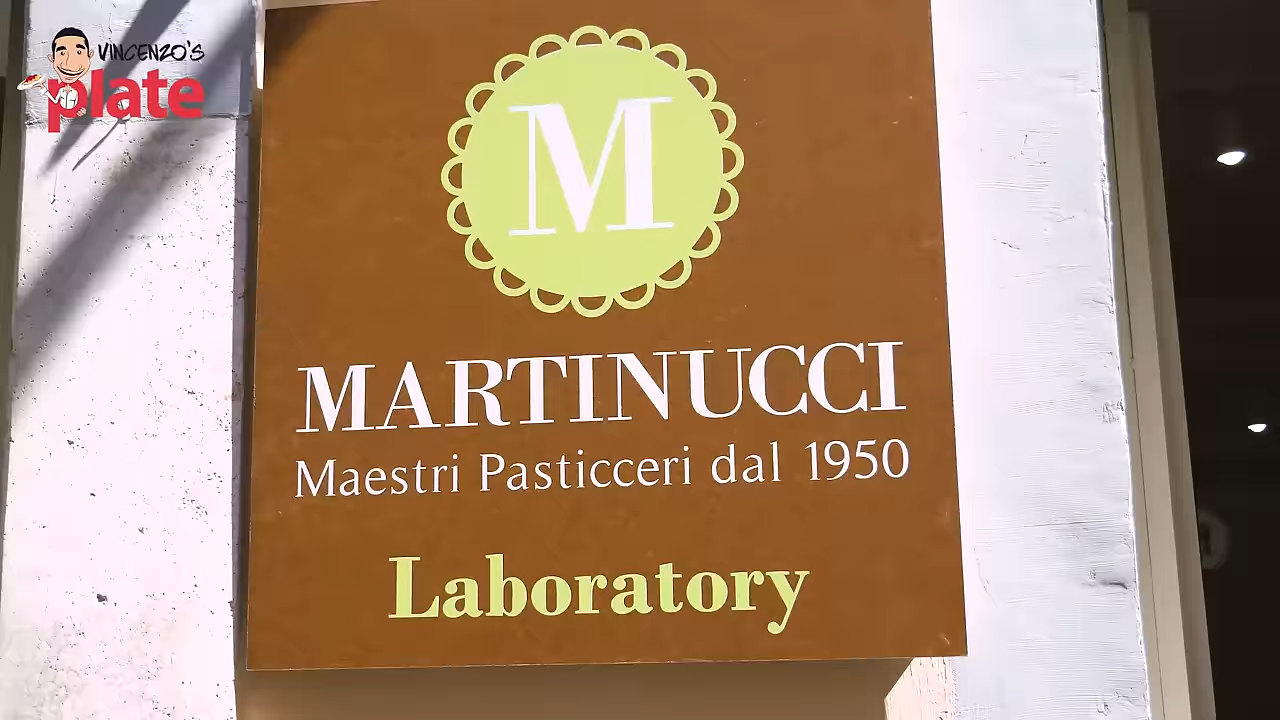 VINCENZO'S
plate
M
MARTINUCCI
Maestri Pasticceri dal 1950
Laboratory